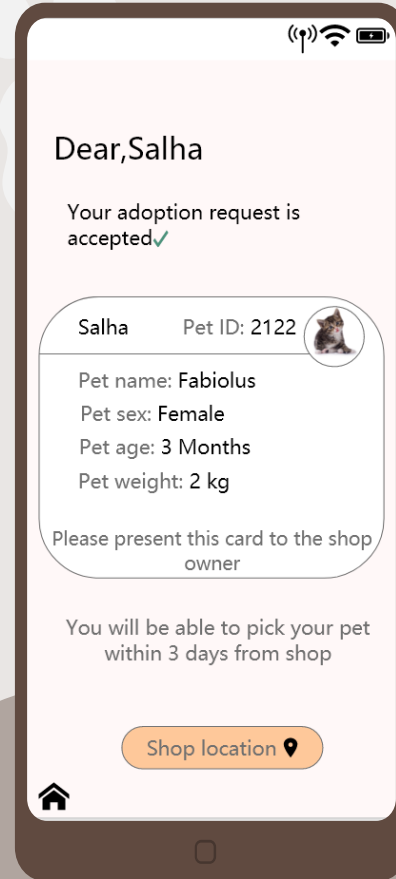 Dear,Salha
Your adoption request is
accepted✓
Salha Pet ID: 2122
Pet name: Fabiolus
Pet sex: Female
Pet age: 3 Months
Pet weight: 2 kg
Please present this card to the shop
owner
You will be able to pick your pet
within 3 days from shop
Shop location